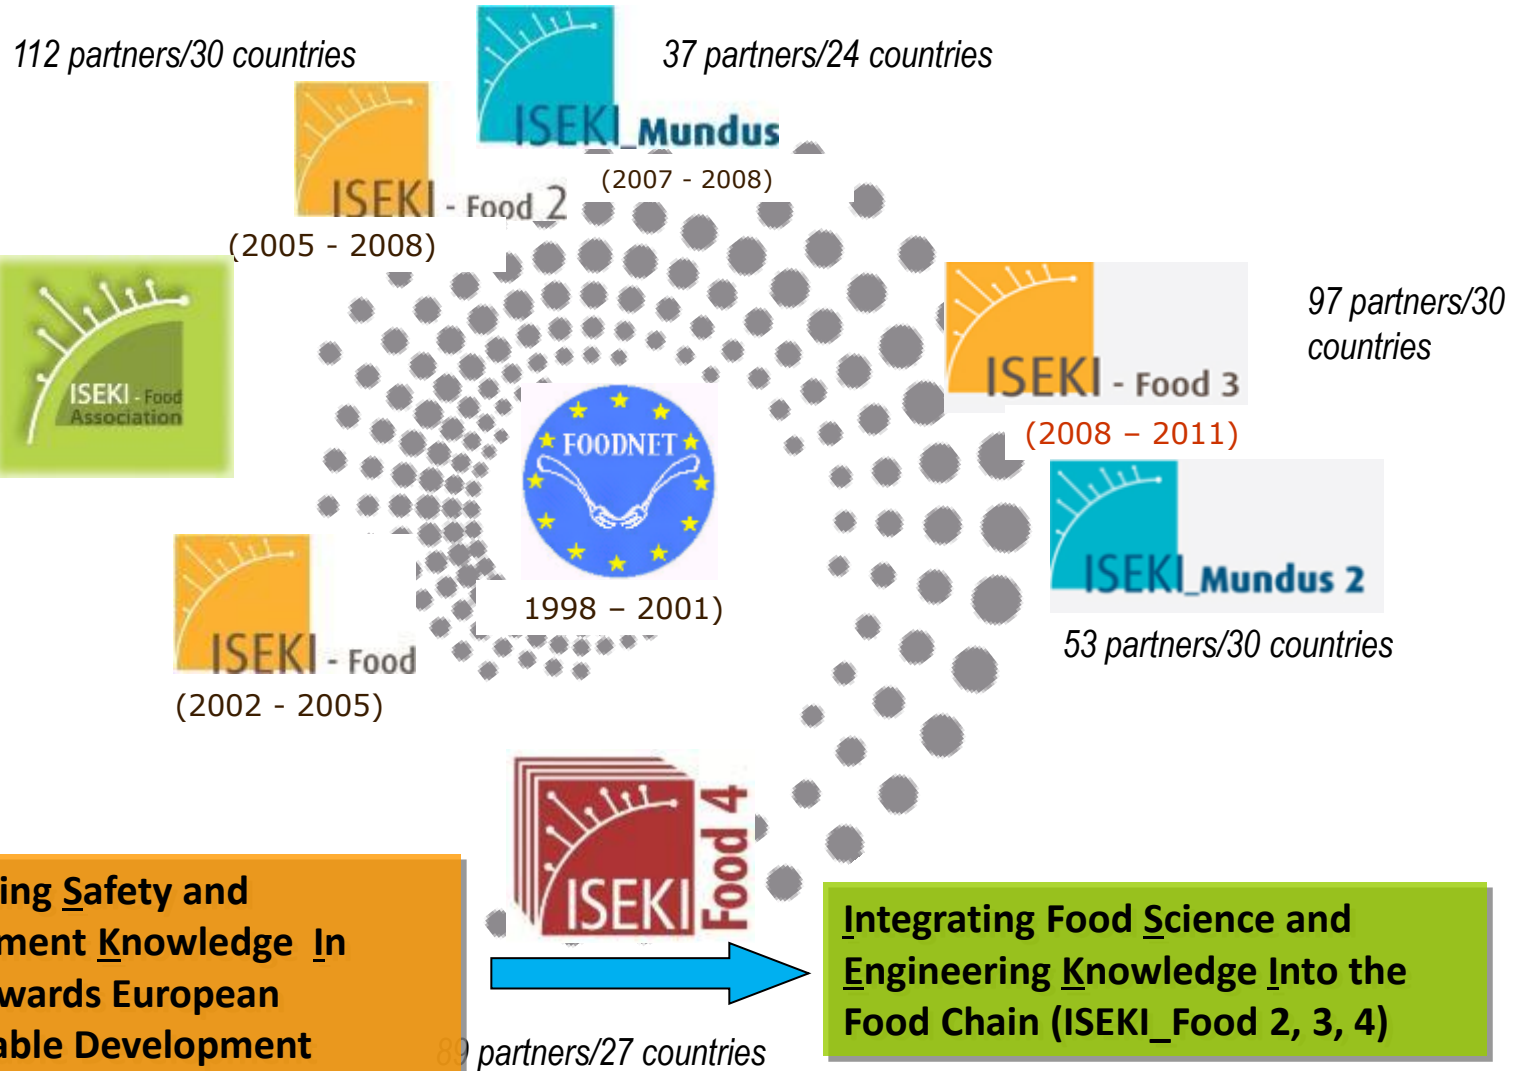 112 partners/30 countries
37 partners/24 countries
ISEKI_Mundus
(2007 - 2008)
ISEKI - Food 2
(2005 - 2008)
ISEKI - Food
Association
97 partners/30
countries
ISEKI - Food 3
(2008 – 2011)
FOODNET
1998 – 2001)
ISEKI_Mundus 2
53 partners/30 countries
ISEKI - Food
(2002 - 2005)
ISEKI
Food 4
ing Safety and
ment Knowledge In
wards European
able Development
89 partners/27 countries
Integrating Food Science and
Engineering Knowledge Into the
Food Chain (ISEKI_Food 2, 3, 4)